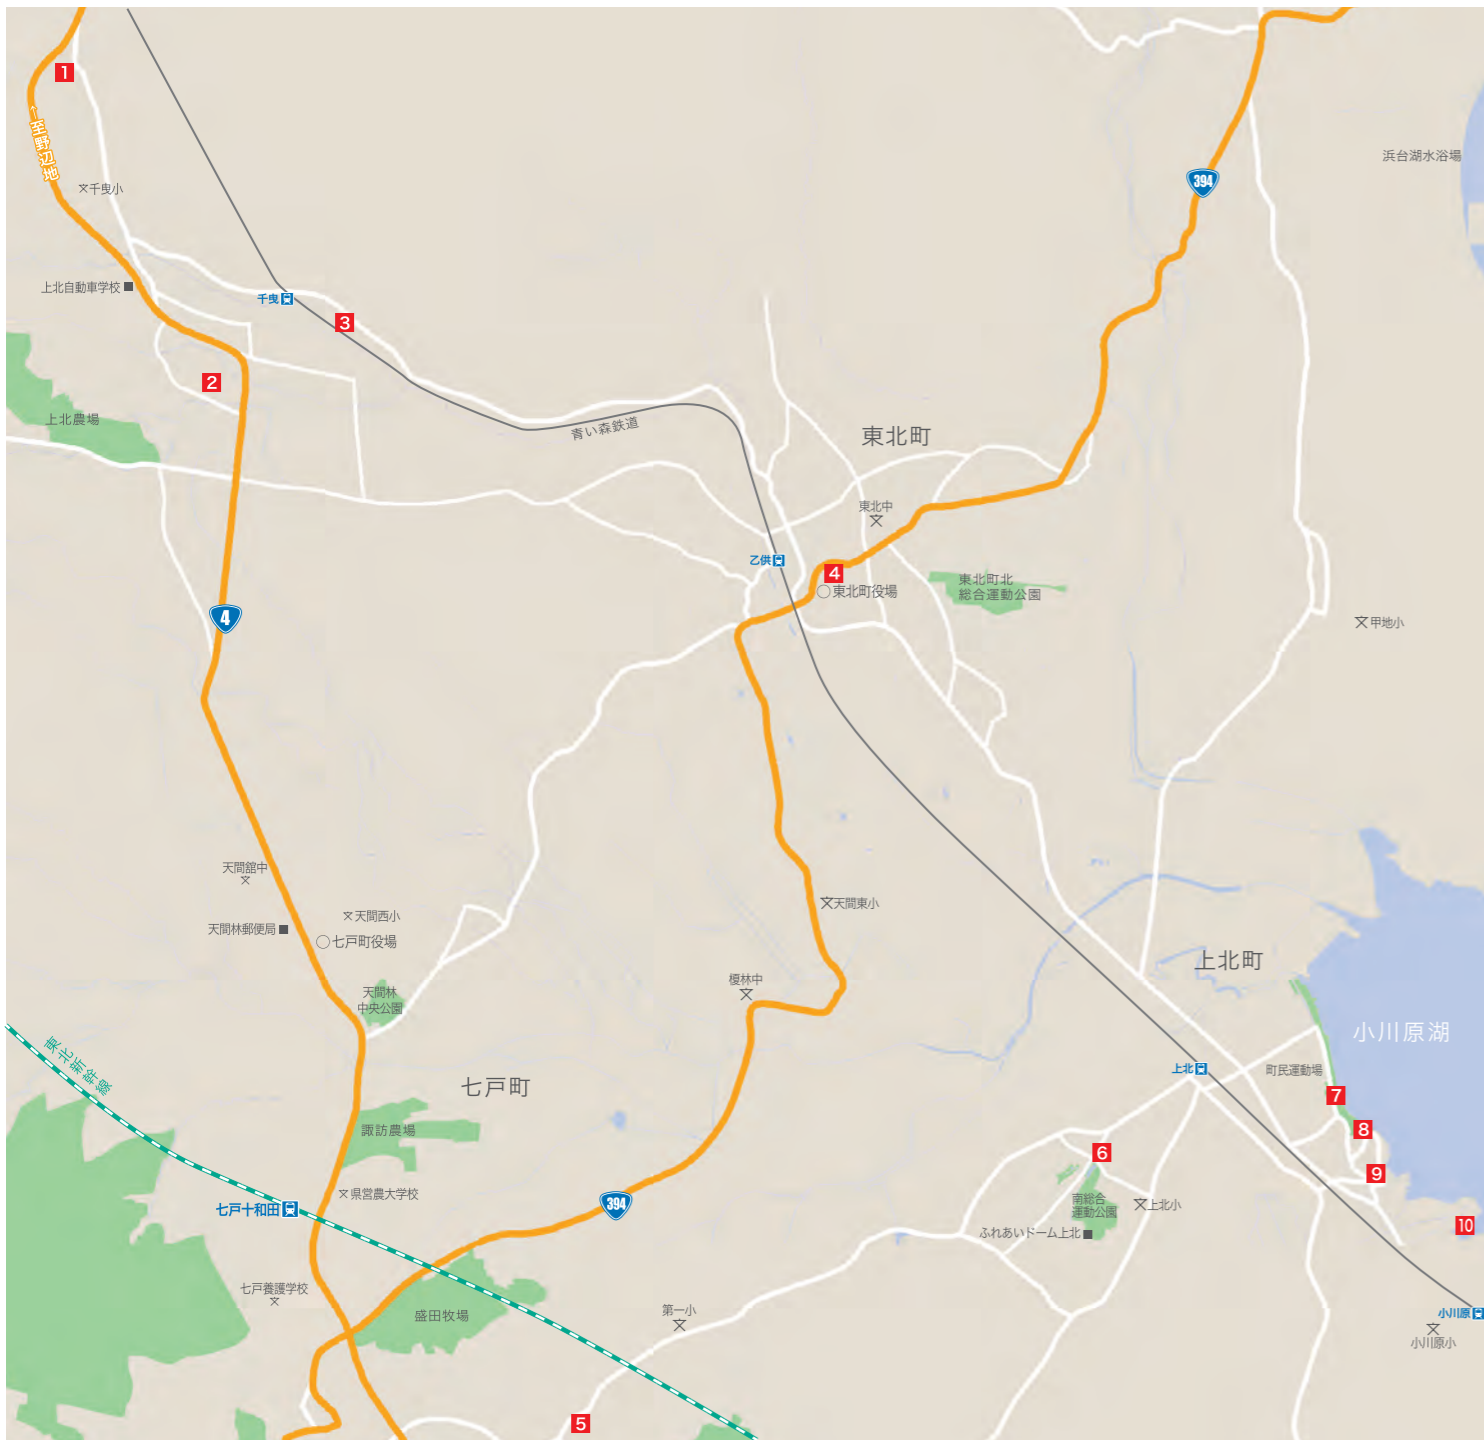 1
←至野辺地
千曳小
浜台湖水浴場
394
上北自動車学校
千曳
3
2
上北農場
青い森鉄道
東北町
東北中
乙供
4
東北町役場
東北町北
総合運動公園
4
甲地小
天間舘中
天間西小
天間東小
天間林郵便局
七戸町役場
榎林中
上北町
天間林
中央公園
小川原湖
東北新幹線
七戸町
上北
町民運動場
7
諏訪農場
8
6
9
県営農大学校
394
南総合
運動公園
上北小
七戸十和田
10
ふれあいドーム上北
七戸養護学校
盛田牧場
第一小
小川原
小川原小
5